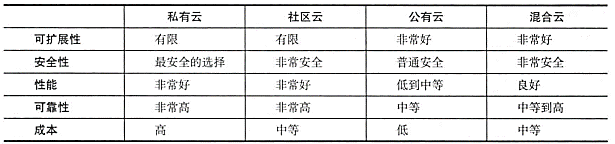 私有云 社区云 公有云 混合云
可扩展性 有限 有限 非常好 非常好
安全性 最安全的选择 非常安全 普通安全 非常安全
性能 非常好 非常好 低到中等 良好
可靠性 非常高 非常高 中等 中等到高
成本 高 中等 低 中等